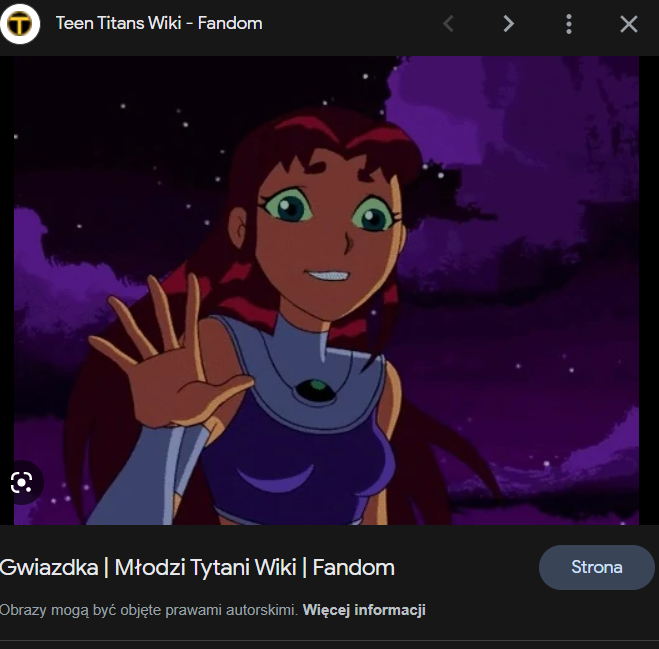 Teen Titans Wiki - Fandom
Gwiazdka | Młodzi Tytani Wiki | Fandom
Strona
Obrazy mogą być objęte prawami autorskimi. Więcej informacji